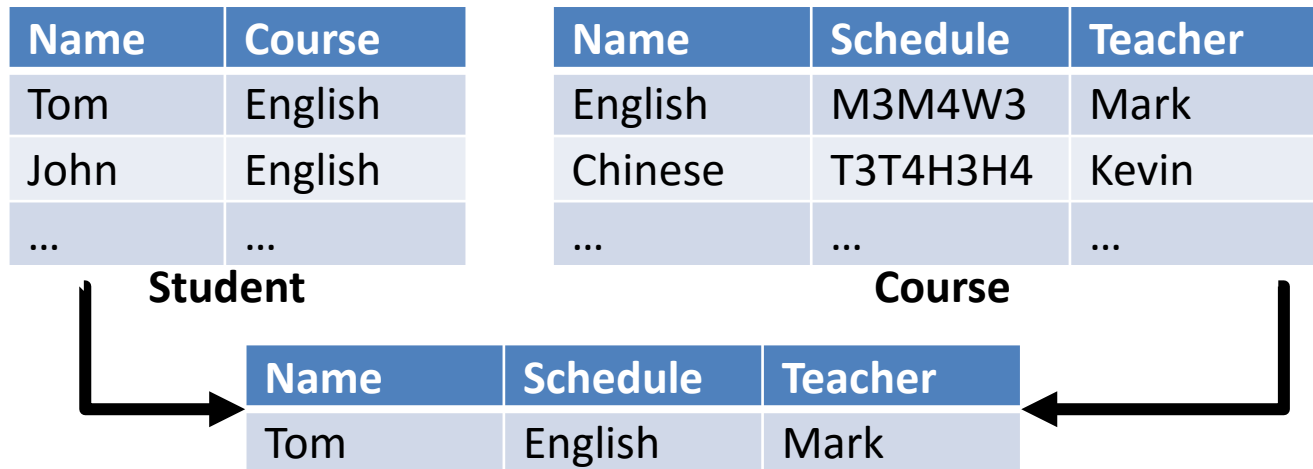 Name Course
Tom English
John English
... ...
Student
Name Schedule Teacher
English M3M4W3 Mark
Chinese T3T4H3H4 Kevin
... ... ...
Course
Name Schedule Teacher
Tom English Mark